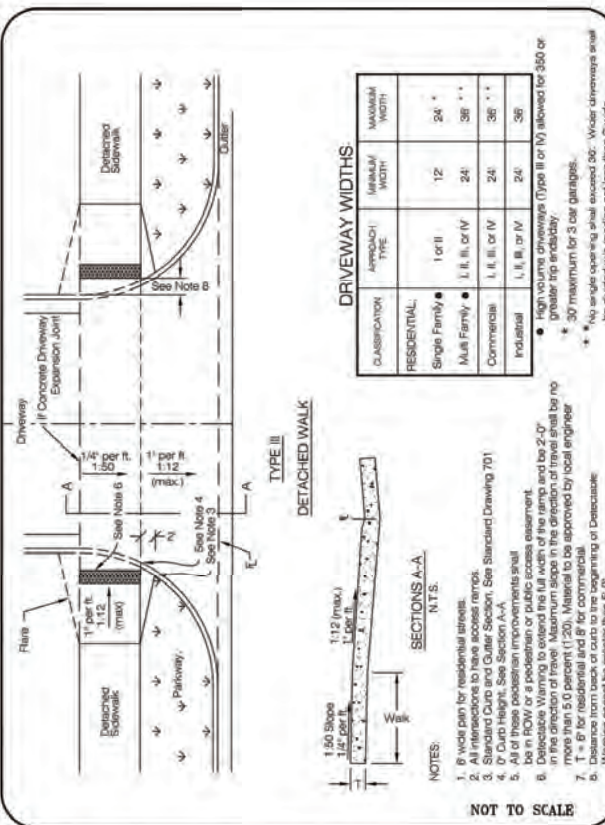 Driveway
If Concrete Driveway
Expansion Joint
Flare
Detached
Sidewalk
Detached
Sidewalk
1/4" per ft.
1:50
A
See Note 6
1" per ft.
1:12
(max)
1" per ft.
1:12
(max.)
2'
See Note 4
See Note 3
See Note 8
Parkway
Gutter
A
TYPE III
DETACHED WALK
1:50 Slope
1/4" per ft.
1:12 (max.)
1" per ft.
T
Walk
SECTIONS A-A
N.T.S.
DRIVEWAY WIDTHS
CLASSIFICATION APPROACH TYPE MINIMUM WIDTH MAXIMUM WIDTH
RESIDENTIAL:
Single Family ● I or II 12' 24' *
Multi Family ● I, II, III, or IV 24' 36' * *
Commercial I, II, III, or IV 24' 36' * *
Industrial I, II, III, or IV 24' 36'
● High volume driveways (Type III or IV) allowed for 350 or
greater trip ends/day.
* 30' maximum for 3 car garages.
* * No single opening shall exceed 36'. Wider driveways shall
NOTES:
1. 6' wide pan for residential streets.
2. All intersections to have access ramps.
3. Standard Curb and Gutter Section, See Standard Drawing 701
4. 0" Curb Height, See Section A-A
5. All of these pedestrian improvements shall
be in ROW or a pedestrian or public access easement.
6. Detectable Warning to extend the full width of the ramp and be 2'-0"
in the direction of travel. Maximum slope in the direction of travel shall be no
more than 5.0 percent (1:20). Material to be approved by local engineer
7. T = 6" for residential and 8" for commercial.
8. Distance from back of curb to the beginning of Detectable
NOT TO SCALE